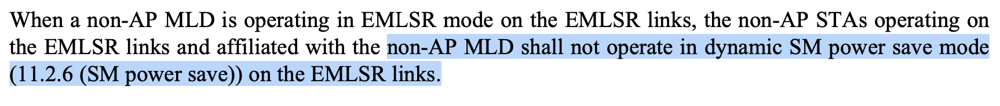 When a non-AP MLD is operating in EMLSR mode on the EMLSR links, the non-AP STAs operating on
the EMLSR links and affiliated with the non-AP MLD shall not operate in dynamic SM power save mode
(11.2.6 (SM power save)) on the EMLSR links.